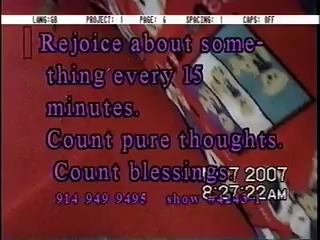 LANG:GB PROJECT: 1 PAGE: 6 SPACING: 1 CAPS: OFF
Rejoice about some-
thing every 15
minutes.
Count pure thoughts.
Count blessings.
7 2007
914 949 9495 show
8:27:22AM